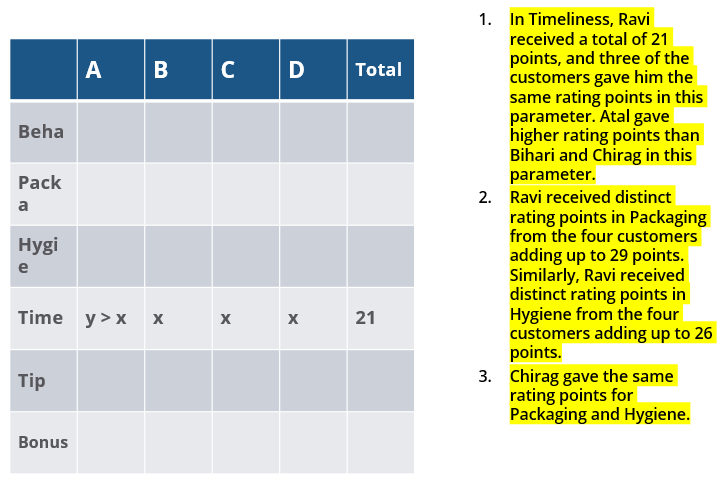 A B C D Total
Beha
Pack
a
Hygi
e
Time y > x x x x 21
Tip
Bonus
1. In Timeliness, Ravi
received a total of 21
points, and three of the
customers gave him the
same rating points in this
parameter. Atal gave
higher rating points than
Bihari and Chirag in this
parameter.
2. Ravi received distinct
rating points in Packaging
from the four customers
adding up to 29 points.
Similarly, Ravi received
distinct rating points in
Hygiene from the four
customers adding up to 26
points.
3. Chirag gave the same
rating points for
Packaging and Hygiene.